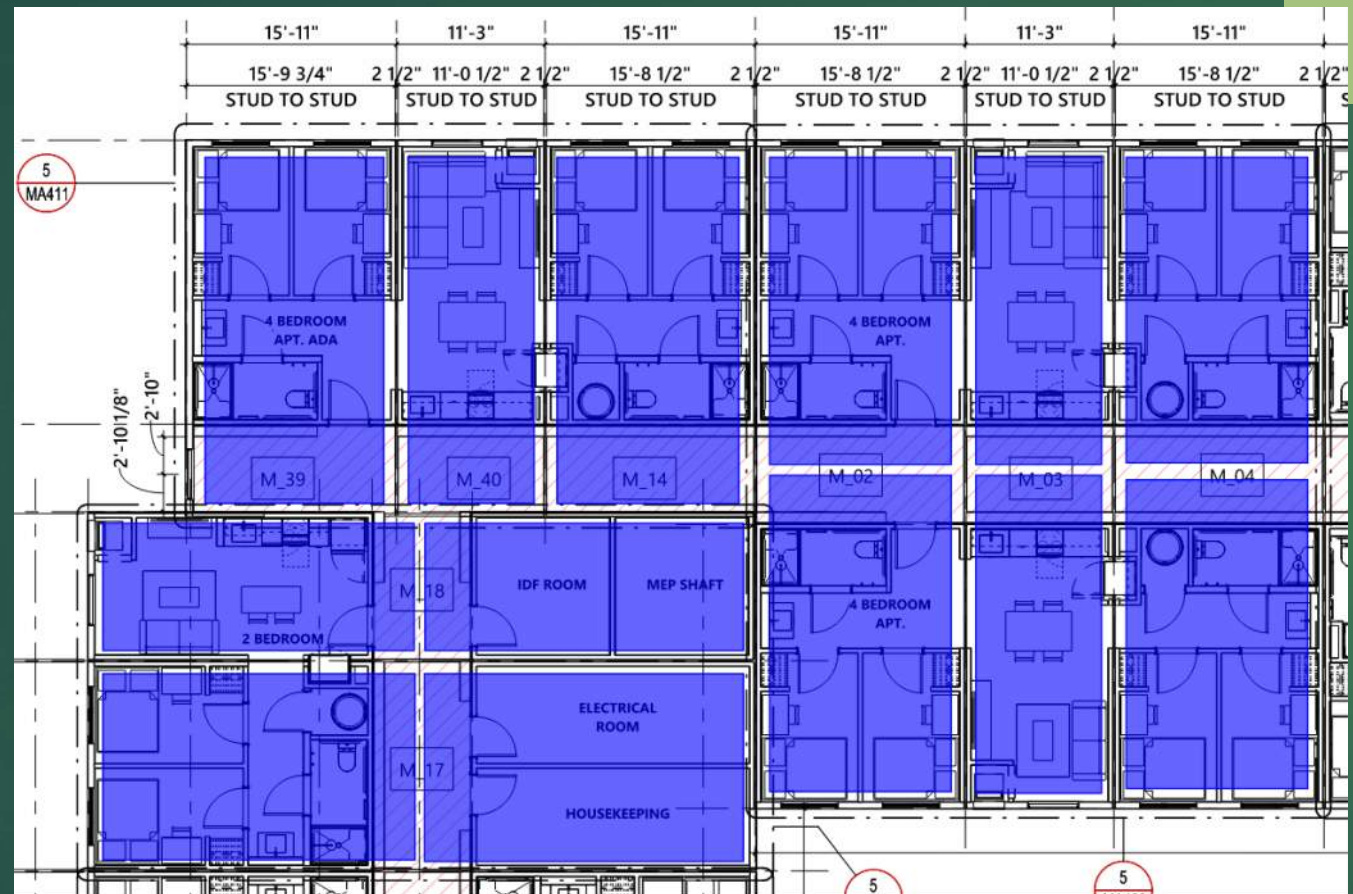 15'-11" 11'-3" 15'-11" 15'-11" 11'-3" 15'-11"
15'-9 3/4" 2 1/2" 11'-0 1/2" 2 1/2" 15'-8 1/2" 2 1/2" 15'-8 1/2" 2 1/2" 11'-0 1/2" 2 1/2" 15'-8 1/2" 2 1/2"
STUD TO STUD STUD TO STUD STUD TO STUD STUD TO STUD STUD TO STUD STUD TO STUD S
5
MA411
4 BEDROOM
APT. ADA
4 BEDROOM
APT.
2'-10 1/8"
2'-10"
M_39 M_40 M_14 M_02 M_03 M_04
M_18
IDF ROOM
MEP SHAFT
2 BEDROOM
4 BEDROOM
APT.
ELECTRICAL
ROOM
M_17
HOUSEKEEPING
5
5